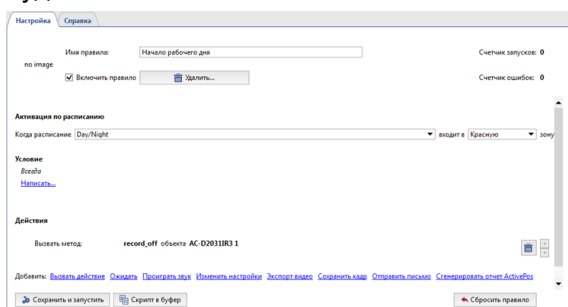 Настройка Справка
Имя правила: Начало рабочего дня Счетчик запусков: 0
no image
Включить правило Удалить... Счетчик ошибок: 0
Активация по расписанию
Когда расписание Day/Night входит в Красную зону
Условие
Всегда
Написать...
Действия
Вызвать метод: record_off объекта AC-D2031IR3 1
Добавить: Вызвать действие Ожидать Проиграть звук Изменить настройки Экспорт видео Сохранить кадр Отправить письмо Сгенерировать отчет ActivePos
Сохранить и запустить Скрипт в буфер Сбросить правило